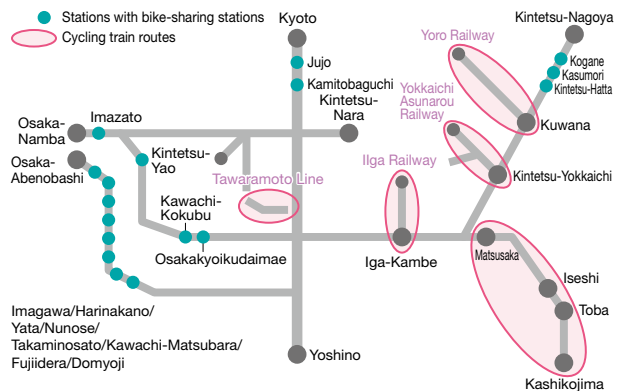 Stations with bike-sharing stations
Cycling train routes
Kyoto
Jujo
Kamitobaguchi
Kintetsu-
Nara
Kintetsu-Nagoya
Kogane
Kasumori
Kintetsu-Hatta
Yoro Railway
Yokkaichi
Asunarou
Railway
Kuwana
Kintetsu-Yokkaichi
Imazato
Osaka-
Namba
Osaka-
Abenobashi
Kintetsu-
Yao
Tawaramoto Line
IIga Railway
Kawachi-
Kokubu
Osakakyoikudaimae
Iga-Kambe
Matsusaka
Iseshi
Toba
Kashikojima
Yoshino
Imagawa/Harinakano/
Yata/Nunose/
Takaminosato/Kawachi-Matsubara/
Fujiidera/Domyoji